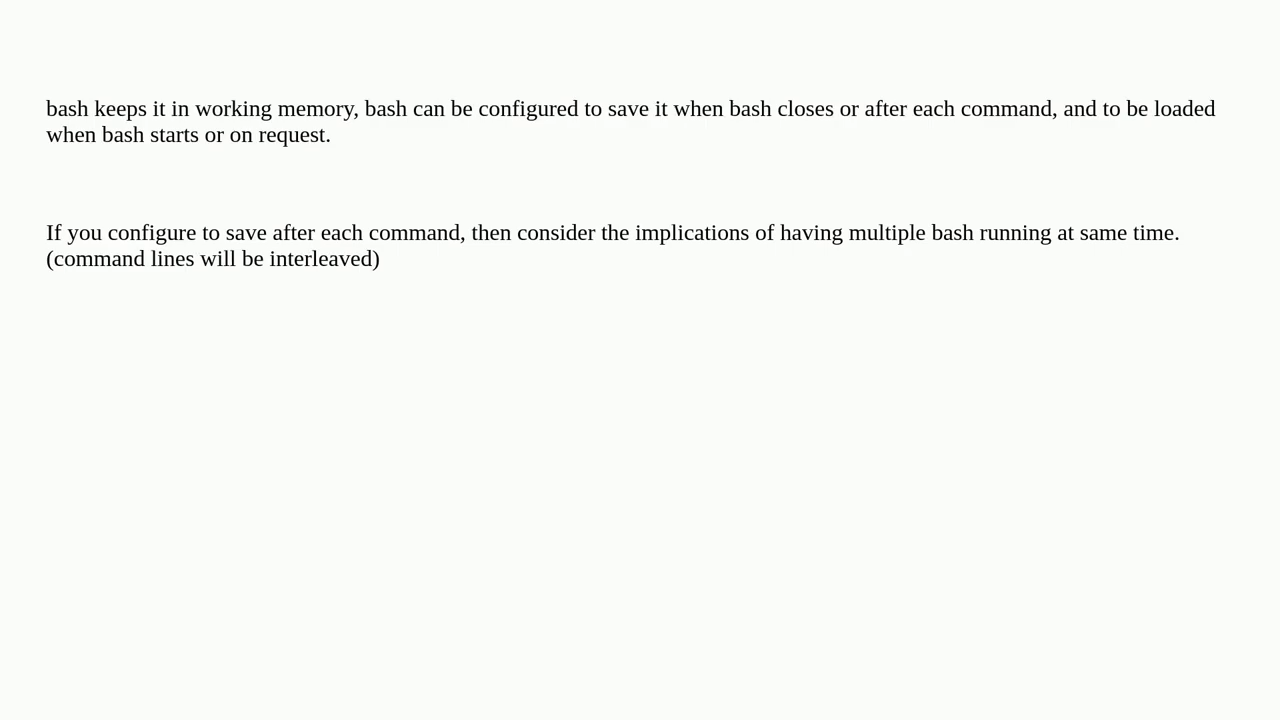 bash keeps it in working memory, bash can be configured to save it when bash closes or after each command, and to be loaded
when bash starts or on request.
If you configure to save after each command, then consider the implications of having multiple bash running at same time.
(command lines will be interleaved)